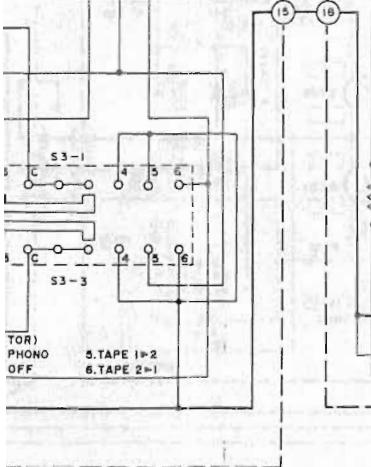 15 16
S3-1
C 4 5 6
C 4 5 6
S3-3
TOR)
PHONO 5.TAPE 1▸2
OFF 6.TAPE 2▸1